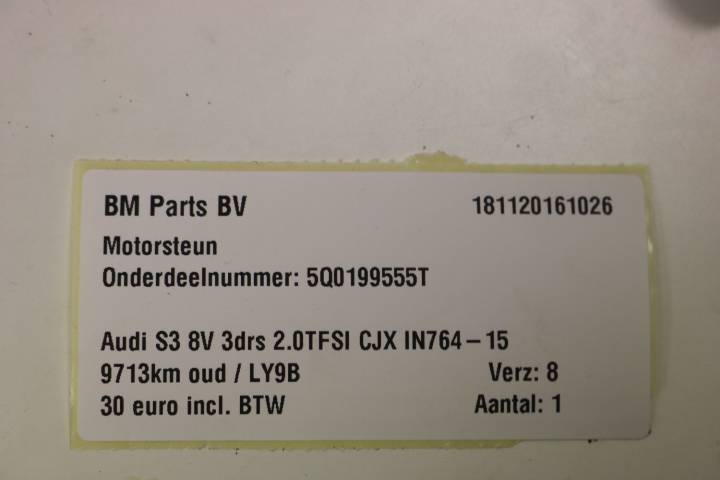 BM Parts BV 181120161026
Motorsteun
Onderdeelnummer: 5Q0199555T
Audi S3 8V 3drs 2.0TFSI CJX IN764-15
9713km oud / LY9B Verz: 8
30 euro incl. BTW Aantal: 1